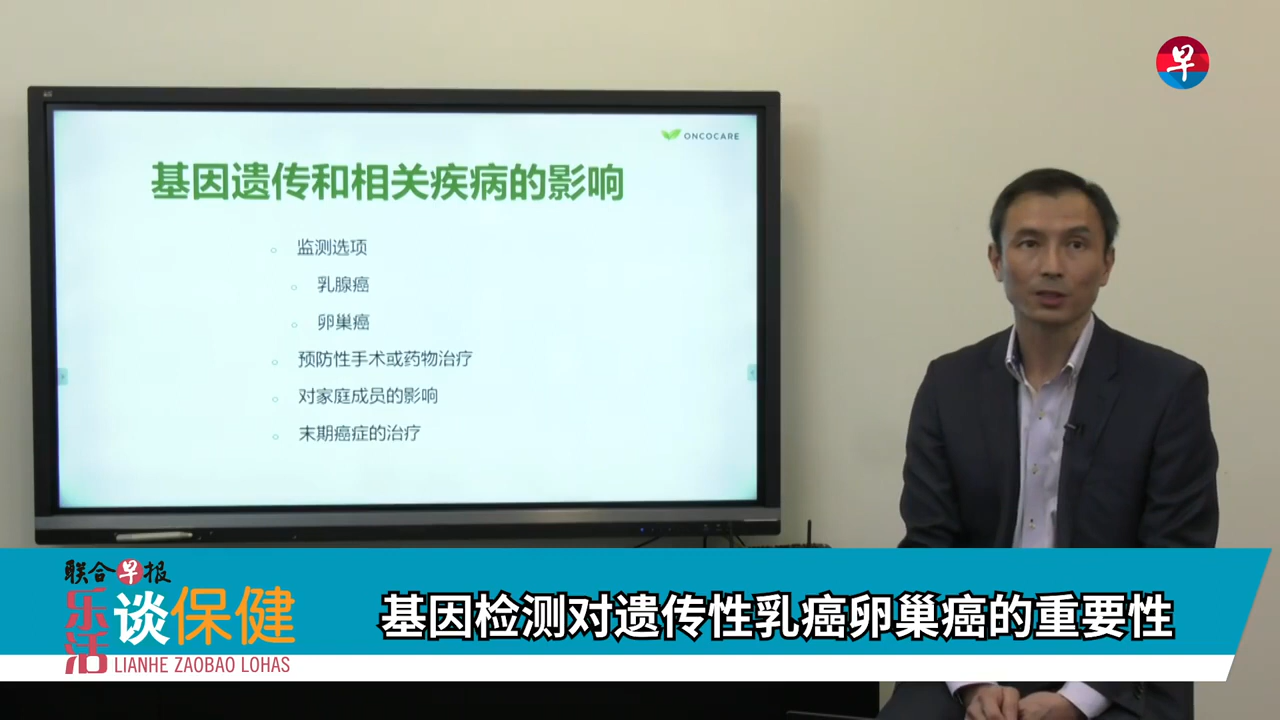 早
ONCOCARE
基因遗传和相关疾病的影响
监测选项
乳腺癌
卵巢癌
预防性手术或药物治疗
对家庭成员的影响
末期癌症的治疗
联合早报
乐活谈保健
LIANHE ZAOBAO LOHAS
基因检测对遗传性乳癌卵巢癌的重要性